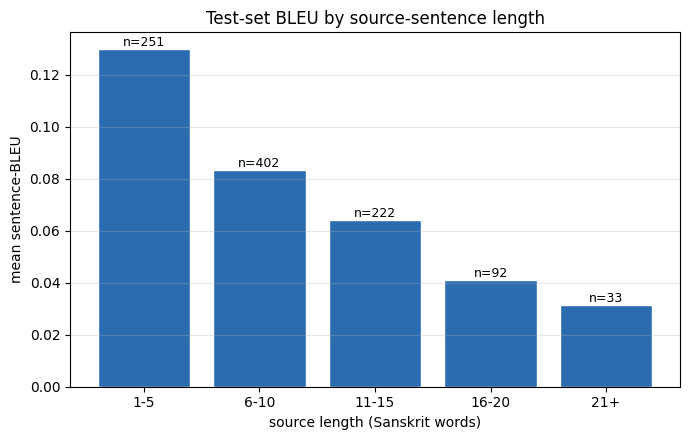 Test-set BLEU by source-sentence length
mean sentence-BLEU
0.12
0.10
0.08
0.06
0.04
0.02
0.00
n=251
n=402
n=222
n=92
n=33
1-5
6-10
11-15
16-20
21+
source length (Sanskrit words)